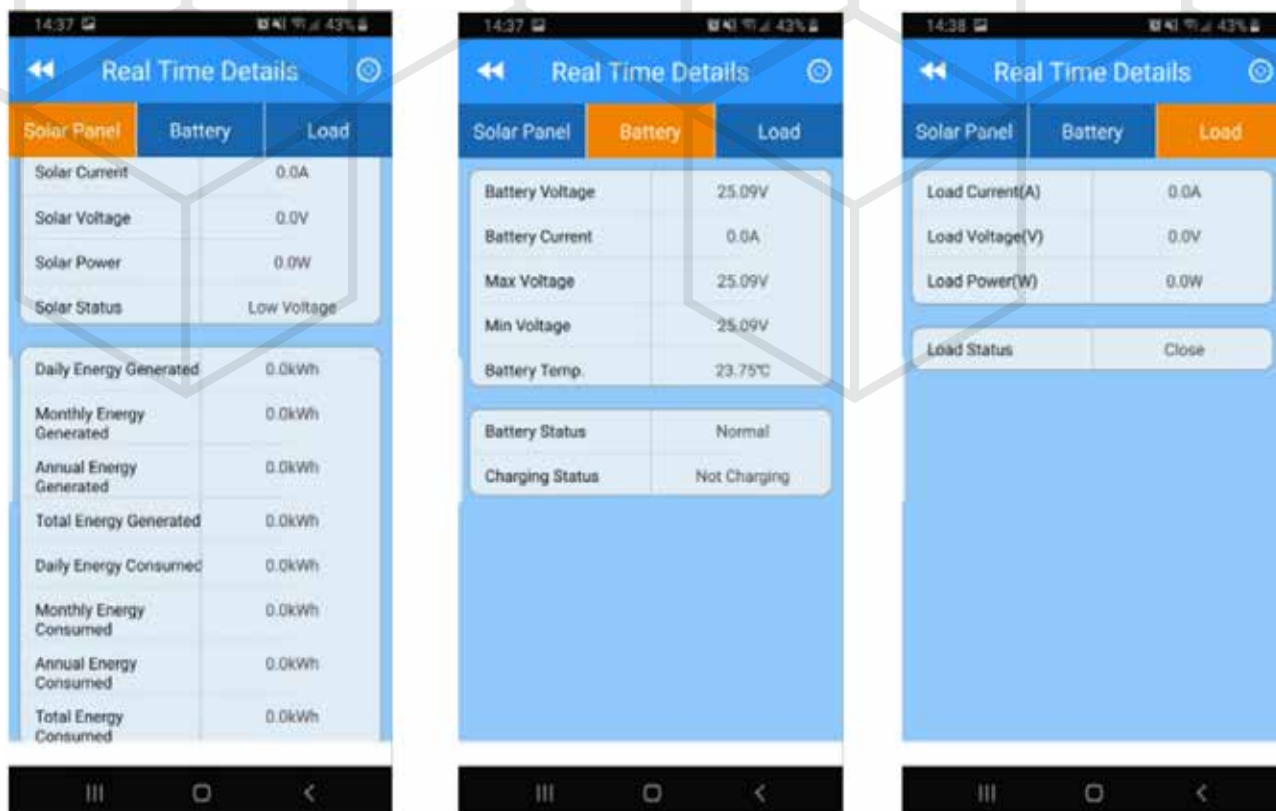 14:37 43%
Real Time Details
Solar Panel Battery Load
Solar Current 0.0A
Solar Voltage 0.0V
Solar Power 0.0W
Solar Status Low Voltage
Daily Energy Generated 0.0kWh
Monthly Energy 0.0kWh
Generated
Annual Energy 0.0kWh
Generated
Total Energy Generated 0.0kWh
Daily Energy Consumed 0.0kWh
Monthly Energy 0.0kWh
Consumed
Annual Energy 0.0kWh
Consumed
Total Energy 0.0kWh
Consumed
14:37 43%
Real Time Details
Solar Panel Battery Load
Battery Voltage 25.09V
Battery Current 0.0A
Max Voltage 25.09V
Min Voltage 25.09V
Battery Temp. 23.75℃
Battery Status Normal
Charging Status Not Charging
14:38 43%
Real Time Details
Solar Panel Battery Load
Load Current(A) 0.0A
Load Voltage(V) 0.0V
Load Power(W) 0.0W
Load Status Close